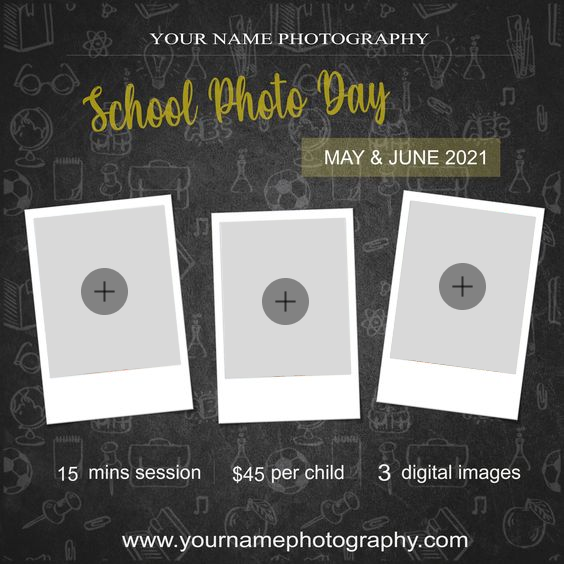 YOUR NAME PHOTOGRAPHY
School Photo Day
MAY & JUNE 2021
15 mins session
$45 per child
3 digital images
www.yournamephotography.com